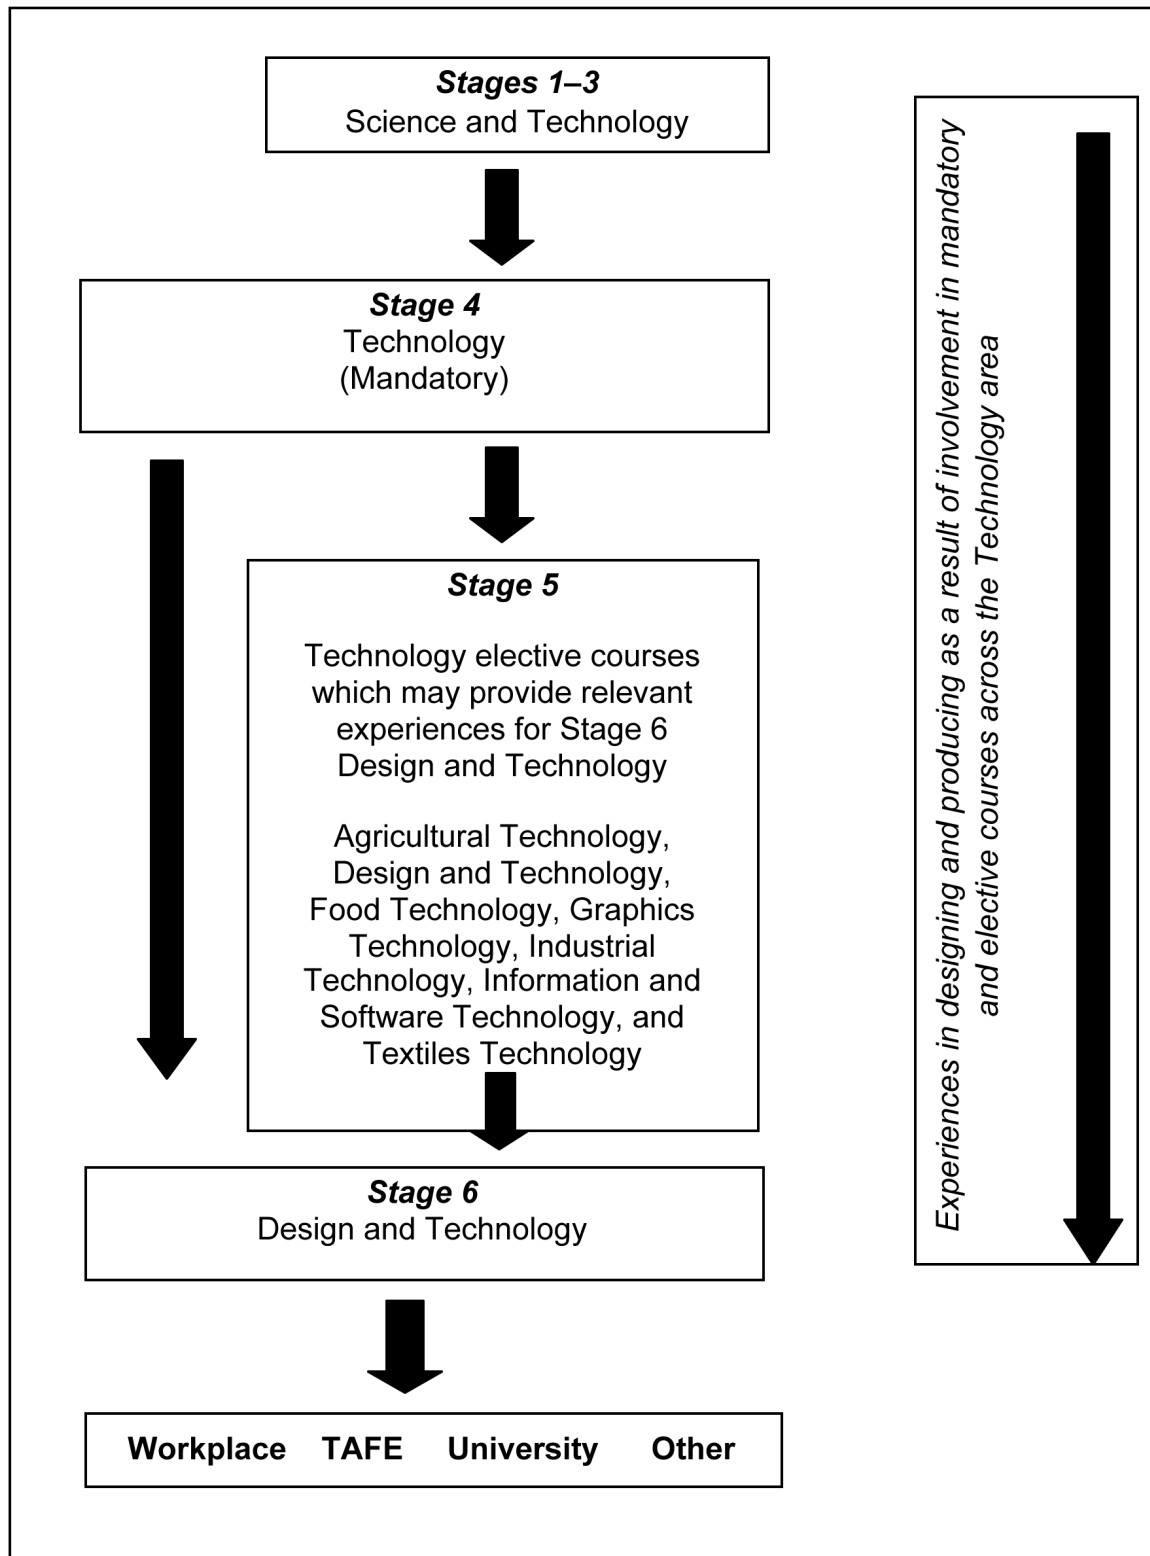 Stages 1–3
Science and Technology
Stage 4
Technology
(Mandatory)
Stage 5
Technology elective courses
which may provide relevant
experiences for Stage 6
Design and Technology
Agricultural Technology,
Design and Technology,
Food Technology, Graphics
Technology, Industrial
Technology, Information and
Software Technology, and
Textiles Technology
Stage 6
Design and Technology
Workplace TAFE University Other
Experiences in designing and producing as a result of involvement in mandatory
and elective courses across the Technology area